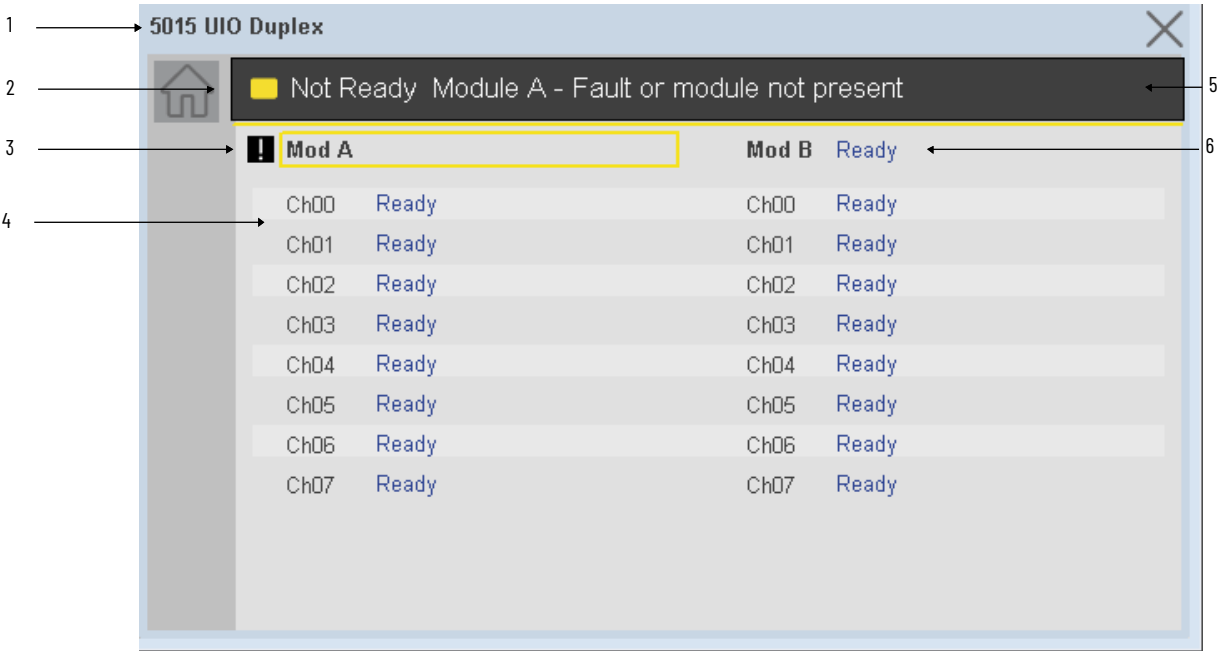 1 5015 UIO Duplex
2 Not Ready Module A - Fault or module not present 5
3 ! Mod A Mod B Ready 6
4 Ch00 Ready Ch00 Ready
Ch01 Ready Ch01 Ready
Ch02 Ready Ch02 Ready
Ch03 Ready Ch03 Ready
Ch04 Ready Ch04 Ready
Ch05 Ready Ch05 Ready
Ch06 Ready Ch06 Ready
Ch07 Ready Ch07 Ready